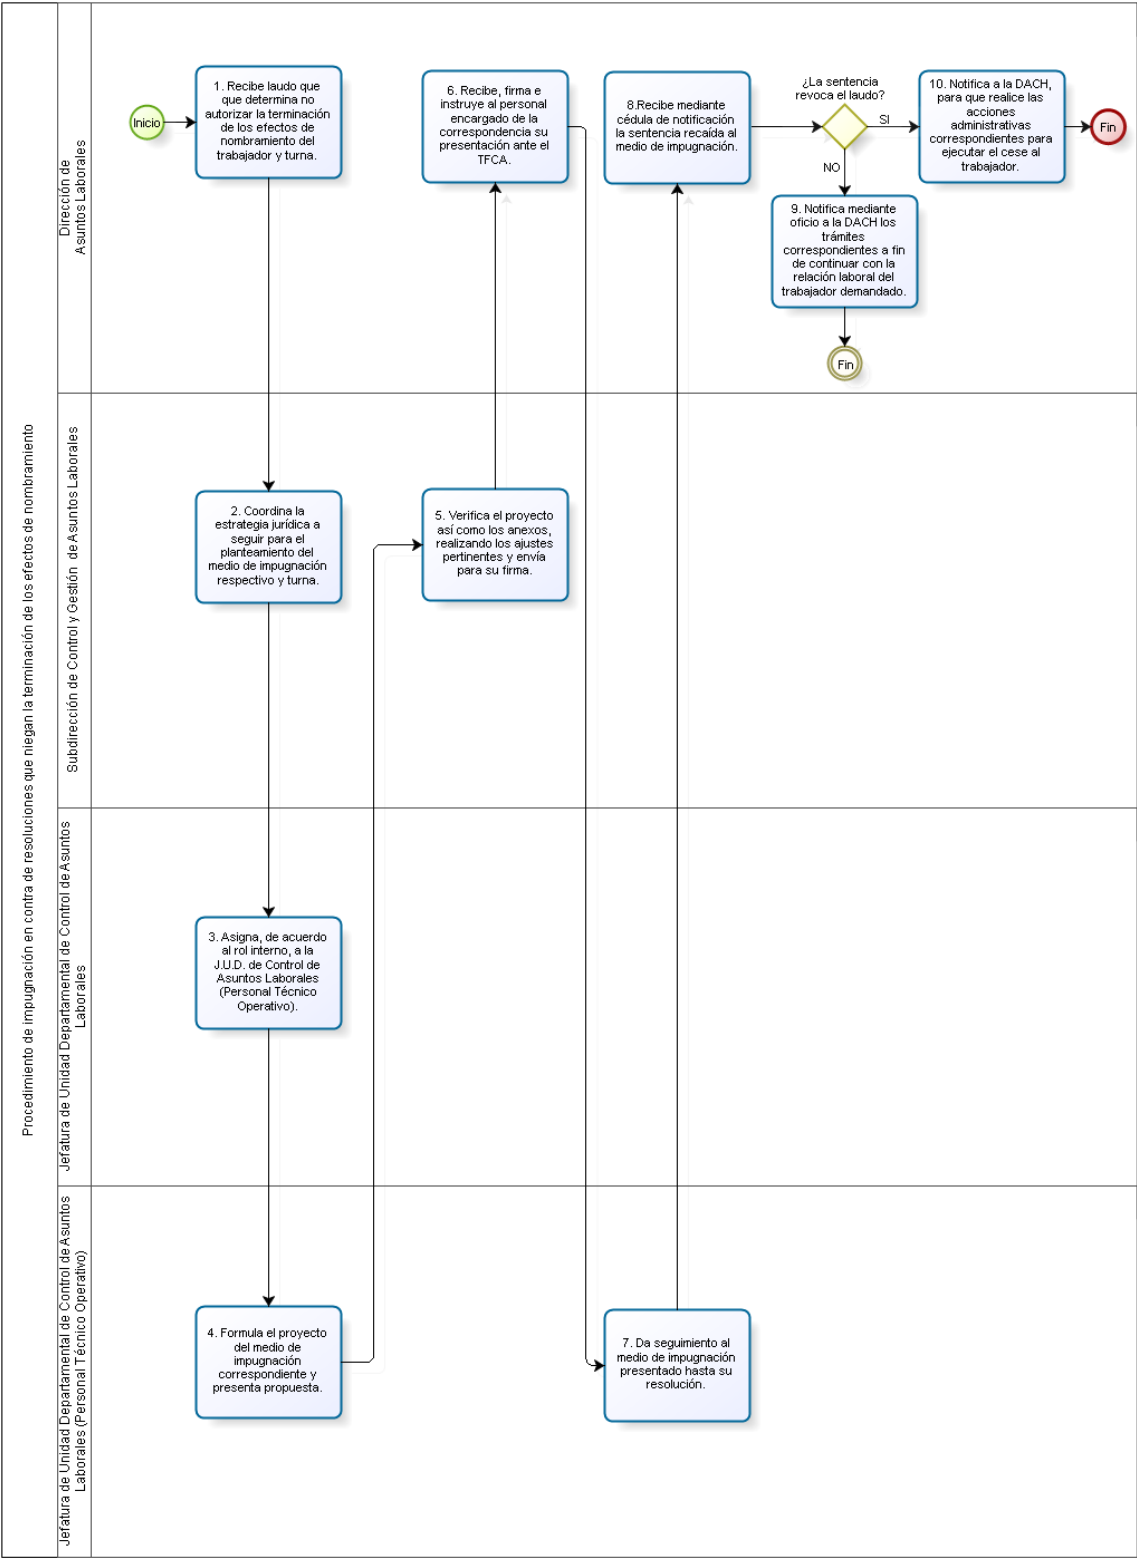 Procedimiento de impugnación en contra de resoluciones que niegan la terminación de los efectos de nombramiento
Dirección de
Asuntos Laborales
Inicio
1. Recibe laudo que
que determina no
autorizar la terminación
de los efectos de
nombramiento del
trabajador y turna.
6. Recibe, firma e
instruye al personal
encargado de la
correspondencia su
presentación ante el
TFCA.
8.Recibe mediante
cédula de notificación
la sentencia recaída al
medio de impugnación.
¿La sentencia
revoca el laudo?
SI
NO
10. Notifica a la DACH,
para que realice las
acciones
administrativas
correspondientes para
ejecutar el cese al
trabajador.
Fin
9. Notifica mediante
oficio a la DACH los
trámites
correspondientes a fin
de continuar con la
relación laboral del
trabajador demandado.
Fin
Subdirección de Control y Gestión de Asuntos Laborales
2. Coordina la
estrategia jurídica a
seguir para el
planteamiento del
medio de impugnación
respectivo y turna.
5. Verifica el proyecto
así como los anexos,
realizando los ajustes
pertinentes y envía
para su firma.
Jefatura de Unidad Departamental de Control de Asuntos
Laborales
3. Asigna, de acuerdo
al rol interno, a la
J.U.D. de Control de
Asuntos Laborales
(Personal Técnico
Operativo).
Jefatura de Unidad Departamental de Control de Asuntos
Laborales (Personal Técnico Operativo)
4. Formula el proyecto
del medio de
impugnación
correspondiente y
presenta propuesta.
7. Da seguimiento al
medio de impugnación
presentado hasta su
resolución.